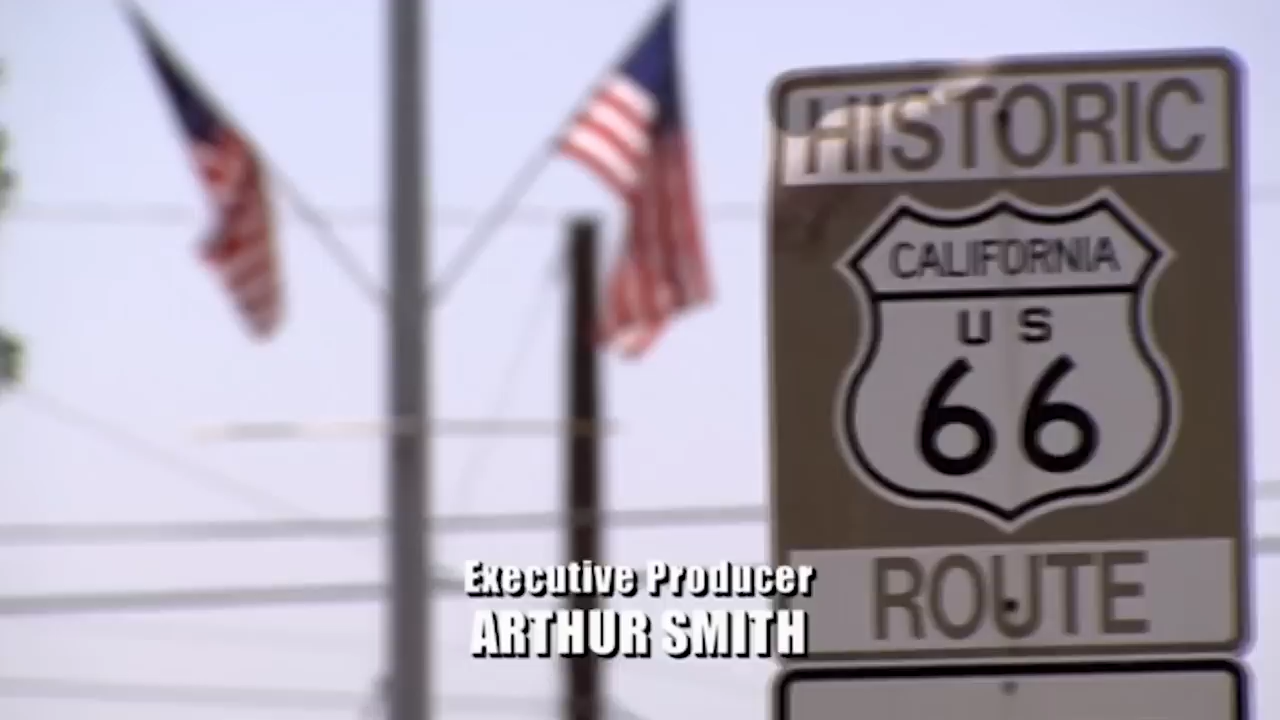 HISTORIC
CALIFORNIA
US
66
ROUTE
Executive Producer
ARTHUR SMITH